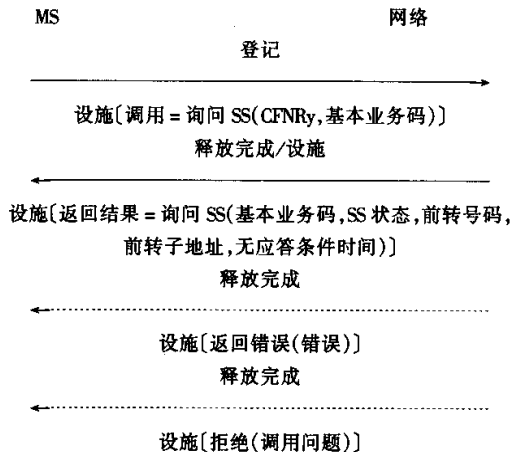 MS 网络
登记
设施〔调用 = 询问 SS(CFNRy,基本业务码)〕
释放完成/设施
设施〔返回结果 = 询问 SS(基本业务码,SS 状态,前转号码,
前转子地址,无应答条件时间)〕
释放完成
设施〔返回错误(错误)〕
释放完成
设施〔拒绝(调用问题)〕